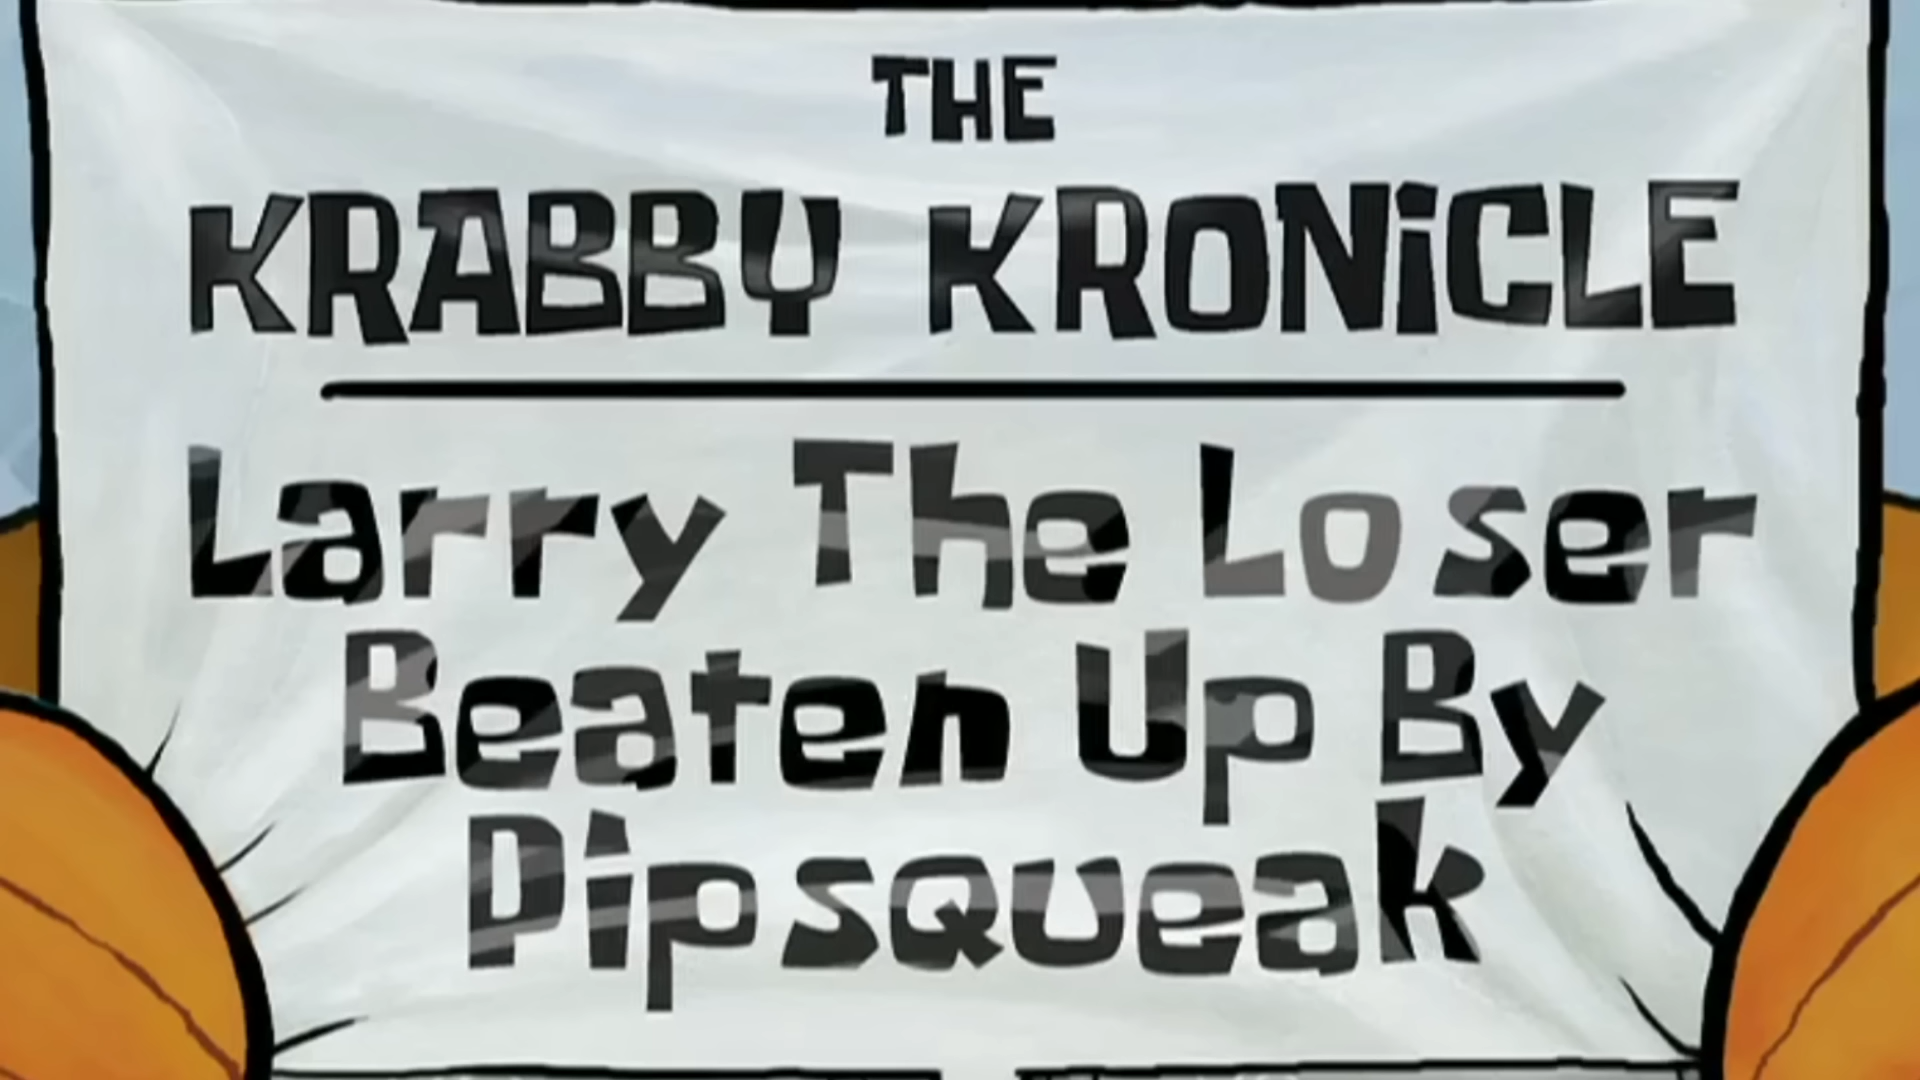 THE
KRABBY KRONiCLE
Larry The Loser
Beaten Up By
Pipsqueak